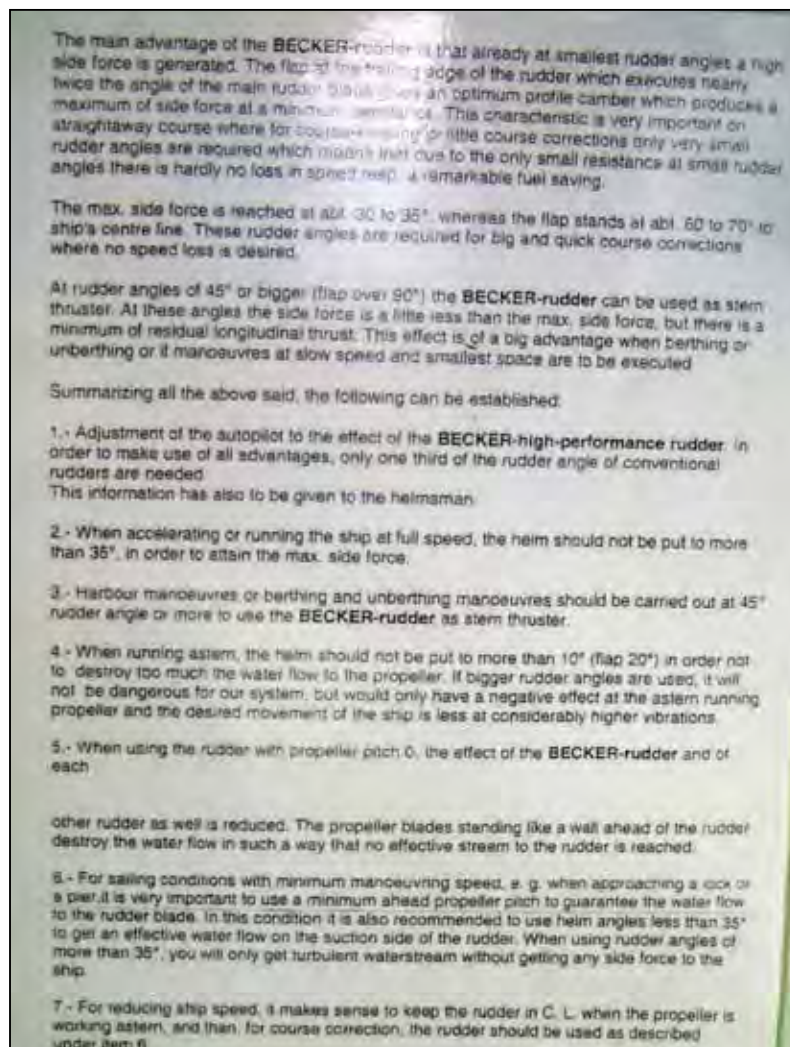 The main advantage of the BECKER-rudder is that already at smallest rudder angles a high
side force is generated. The flap at the trailing edge of the rudder which executes nearly
twice the angle of the main rudder blade gives an optimum profile camber which produces a
maximum of side force at a minimum resistance. This characteristic is very important on
straightaway course where for course-keeping or little course corrections only very small
rudder angles are required which means that due to the only small resistance at small rudder
angles there is hardly no loss in speed resp. a remarkable fuel saving.
The max. side force is reached at abt. 30 to 35°, whereas the flap stands at abt. 60 to 70° to
ship's centre line. These rudder angles are required for big and quick course corrections
where no speed loss is desired.
At rudder angles of 45° or bigger (flap over 90°) the BECKER-rudder can be used as stern
thruster. At these angles the side force is a little less than the max. side force, but there is a
minimum of residual longitudinal thrust. This effect is of a big advantage when berthing or
unberthing or if manoeuvres at slow speed and smallest space are to be executed
Summarizing all the above said, the following can be established:
1.- Adjustment of the autopilot to the effect of the BECKER-high-performance rudder. In
order to make use of all advantages, only one third of the rudder angle of conventional
rudders are needed
This information has also to be given to the helmsman
2.- When accelerating or running the ship at full speed, the helm should not be put to more
than 35°, in order to attain the max. side force.
3.- Harbour manoeuvres or berthing and unberthing manoeuvres should be carried out at 45°
rudder angle or more to use the BECKER-rudder as stern thruster.
4.- When running astern, the helm should not be put to more than 10° (flap 20°) in order not
to destroy too much the water flow to the propeller. If bigger rudder angles are used, it will
not be dangerous for our system, but would only have a negative effect at the astern running
propeller and the desired movement of the ship is less at considerably higher vibrations.
5.- When using the rudder with propeller pitch 0, the effect of the BECKER-rudder and of
each
other rudder as well is reduced. The propeller blades standing like a wall ahead of the rudder
destroy the water flow in such a way that no effective stream to the rudder is reached.
6.- For sailing conditions with minimum manoeuvring speed, e. g. when approaching a lock or
a pier,it is very important to use a minimum ahead propeller pitch to guarantee the water flow
to the rudder blade. In this condition it is also recommended to use helm angles less than 35°
to get an effective water flow on the suction side of the rudder. When using rudder angles of
more than 35°, you will only get turbulent waterstream without getting any side force to the
ship.
7.- For reducing ship speed, it makes sense to keep the rudder in C. L. when the propeller is
working astern, and then, for course correction, the rudder should be used as described
under item 6